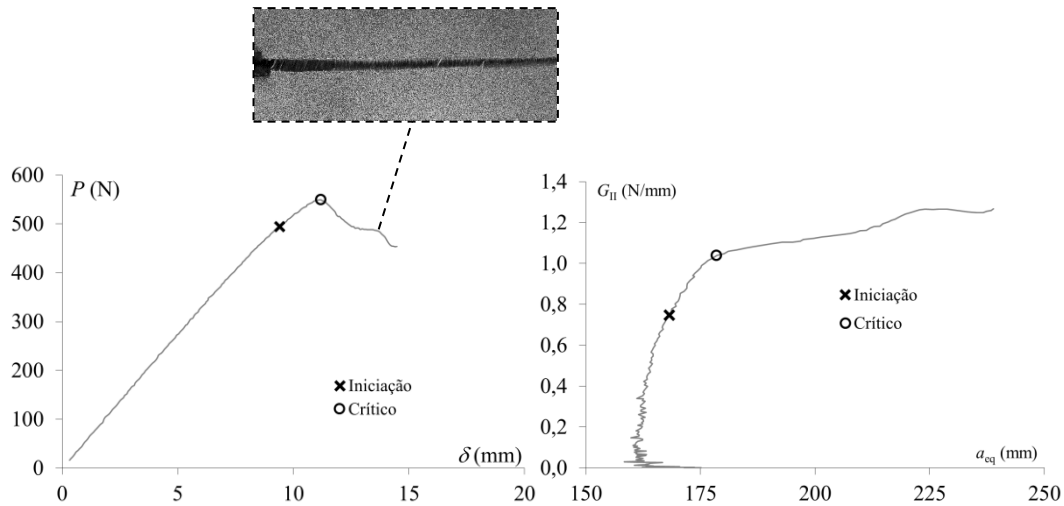 P (N)
600
500
400
300
200
100
0
0 5 10 15 20
δ (mm)
Iniciação
Crítico
G_II (N/mm)
1,4
1,2
1,0
0,8
0,6
0,4
0,2
0,0
150 175 200 225 250
a_eq (mm)
Iniciação
Crítico